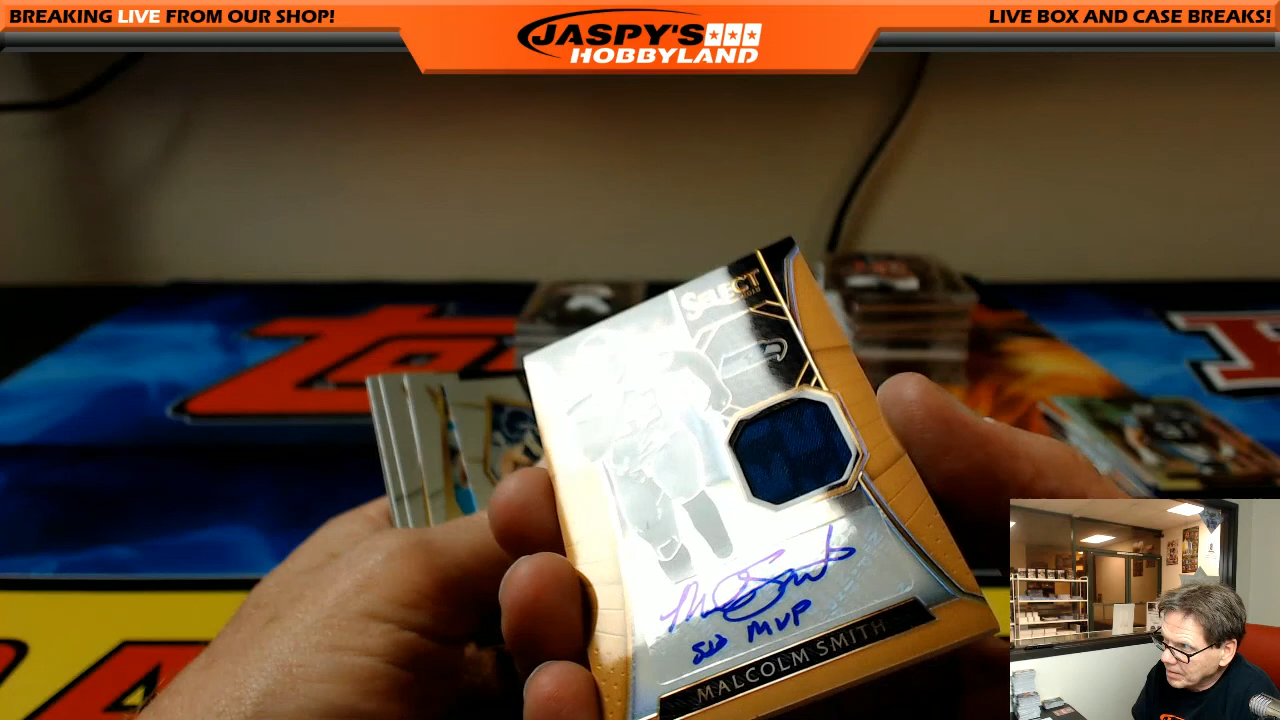 BREAKING LIVE FROM OUR SHOP!
JASPY'S
HOBBYLAND
LIVE BOX AND CASE BREAKS!
SELECT
SB MVP
MALCOLM SMITH